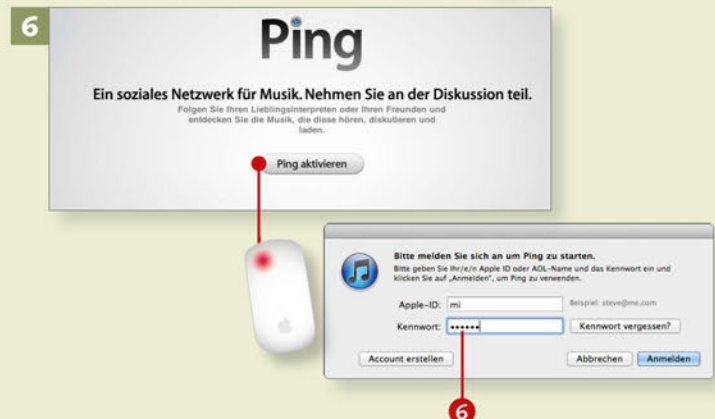 6
Ping
Ein soziales Netzwerk für Musik. Nehmen Sie an der Diskussion teil.
Folgen Sie Ihren Lieblingsinterpreten oder Ihren Freunden und
entdecken Sie die Musik, die diese hören, diskutieren und
laden.
Ping aktivieren
Bitte melden Sie sich an um Ping zu starten.
Bitte geben Sie Ihr/e/n Apple ID oder AOL-Name und das Kennwort ein und
klicken Sie auf „Anmelden“, um Ping zu verwenden.
Apple-ID: mi Beispiel: steve@me.com
Kennwort: •••••• Kennwort vergessen?
Account erstellen Abbrechen Anmelden
6